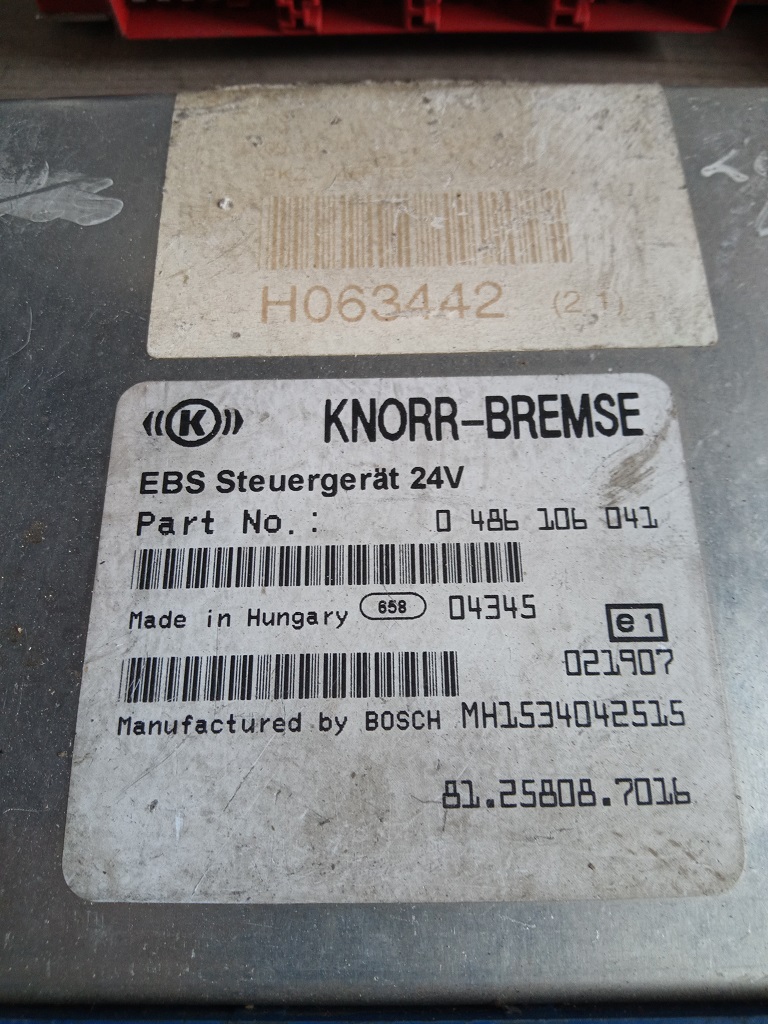 H063442 (2.1)
K KNORR-BREMSE
EBS Steuergerät 24V
Part No.: 0 486 106 041
Made in Hungary 658 04345
e1
021907
Manufactured by BOSCH MH1534042515
81.25808.7016